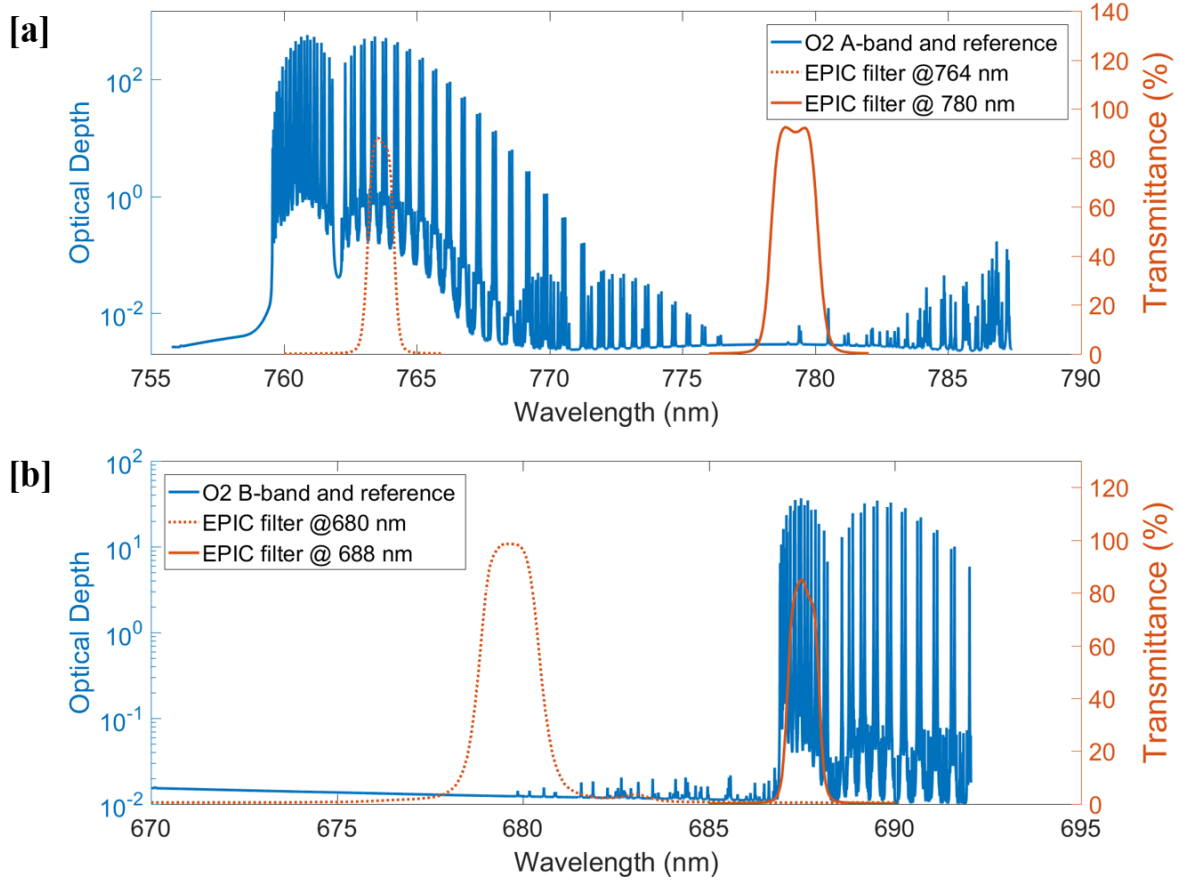 [a]
O2 A-band and reference
EPIC filter @764 nm
EPIC filter @ 780 nm
Optical Depth
10^2
10^0
10^-2
140
120
100
80
60
40
20
0
Transmittance (%)
755 760 765 770 775 780 785 790
Wavelength (nm)
[b]
O2 B-band and reference
EPIC filter @680 nm
EPIC filter @ 688 nm
Optical Depth
10^2
10^1
10^0
10^-1
10^-2
120
100
80
60
40
20
0
Transmittance (%)
670 675 680 685 690 695
Wavelength (nm)